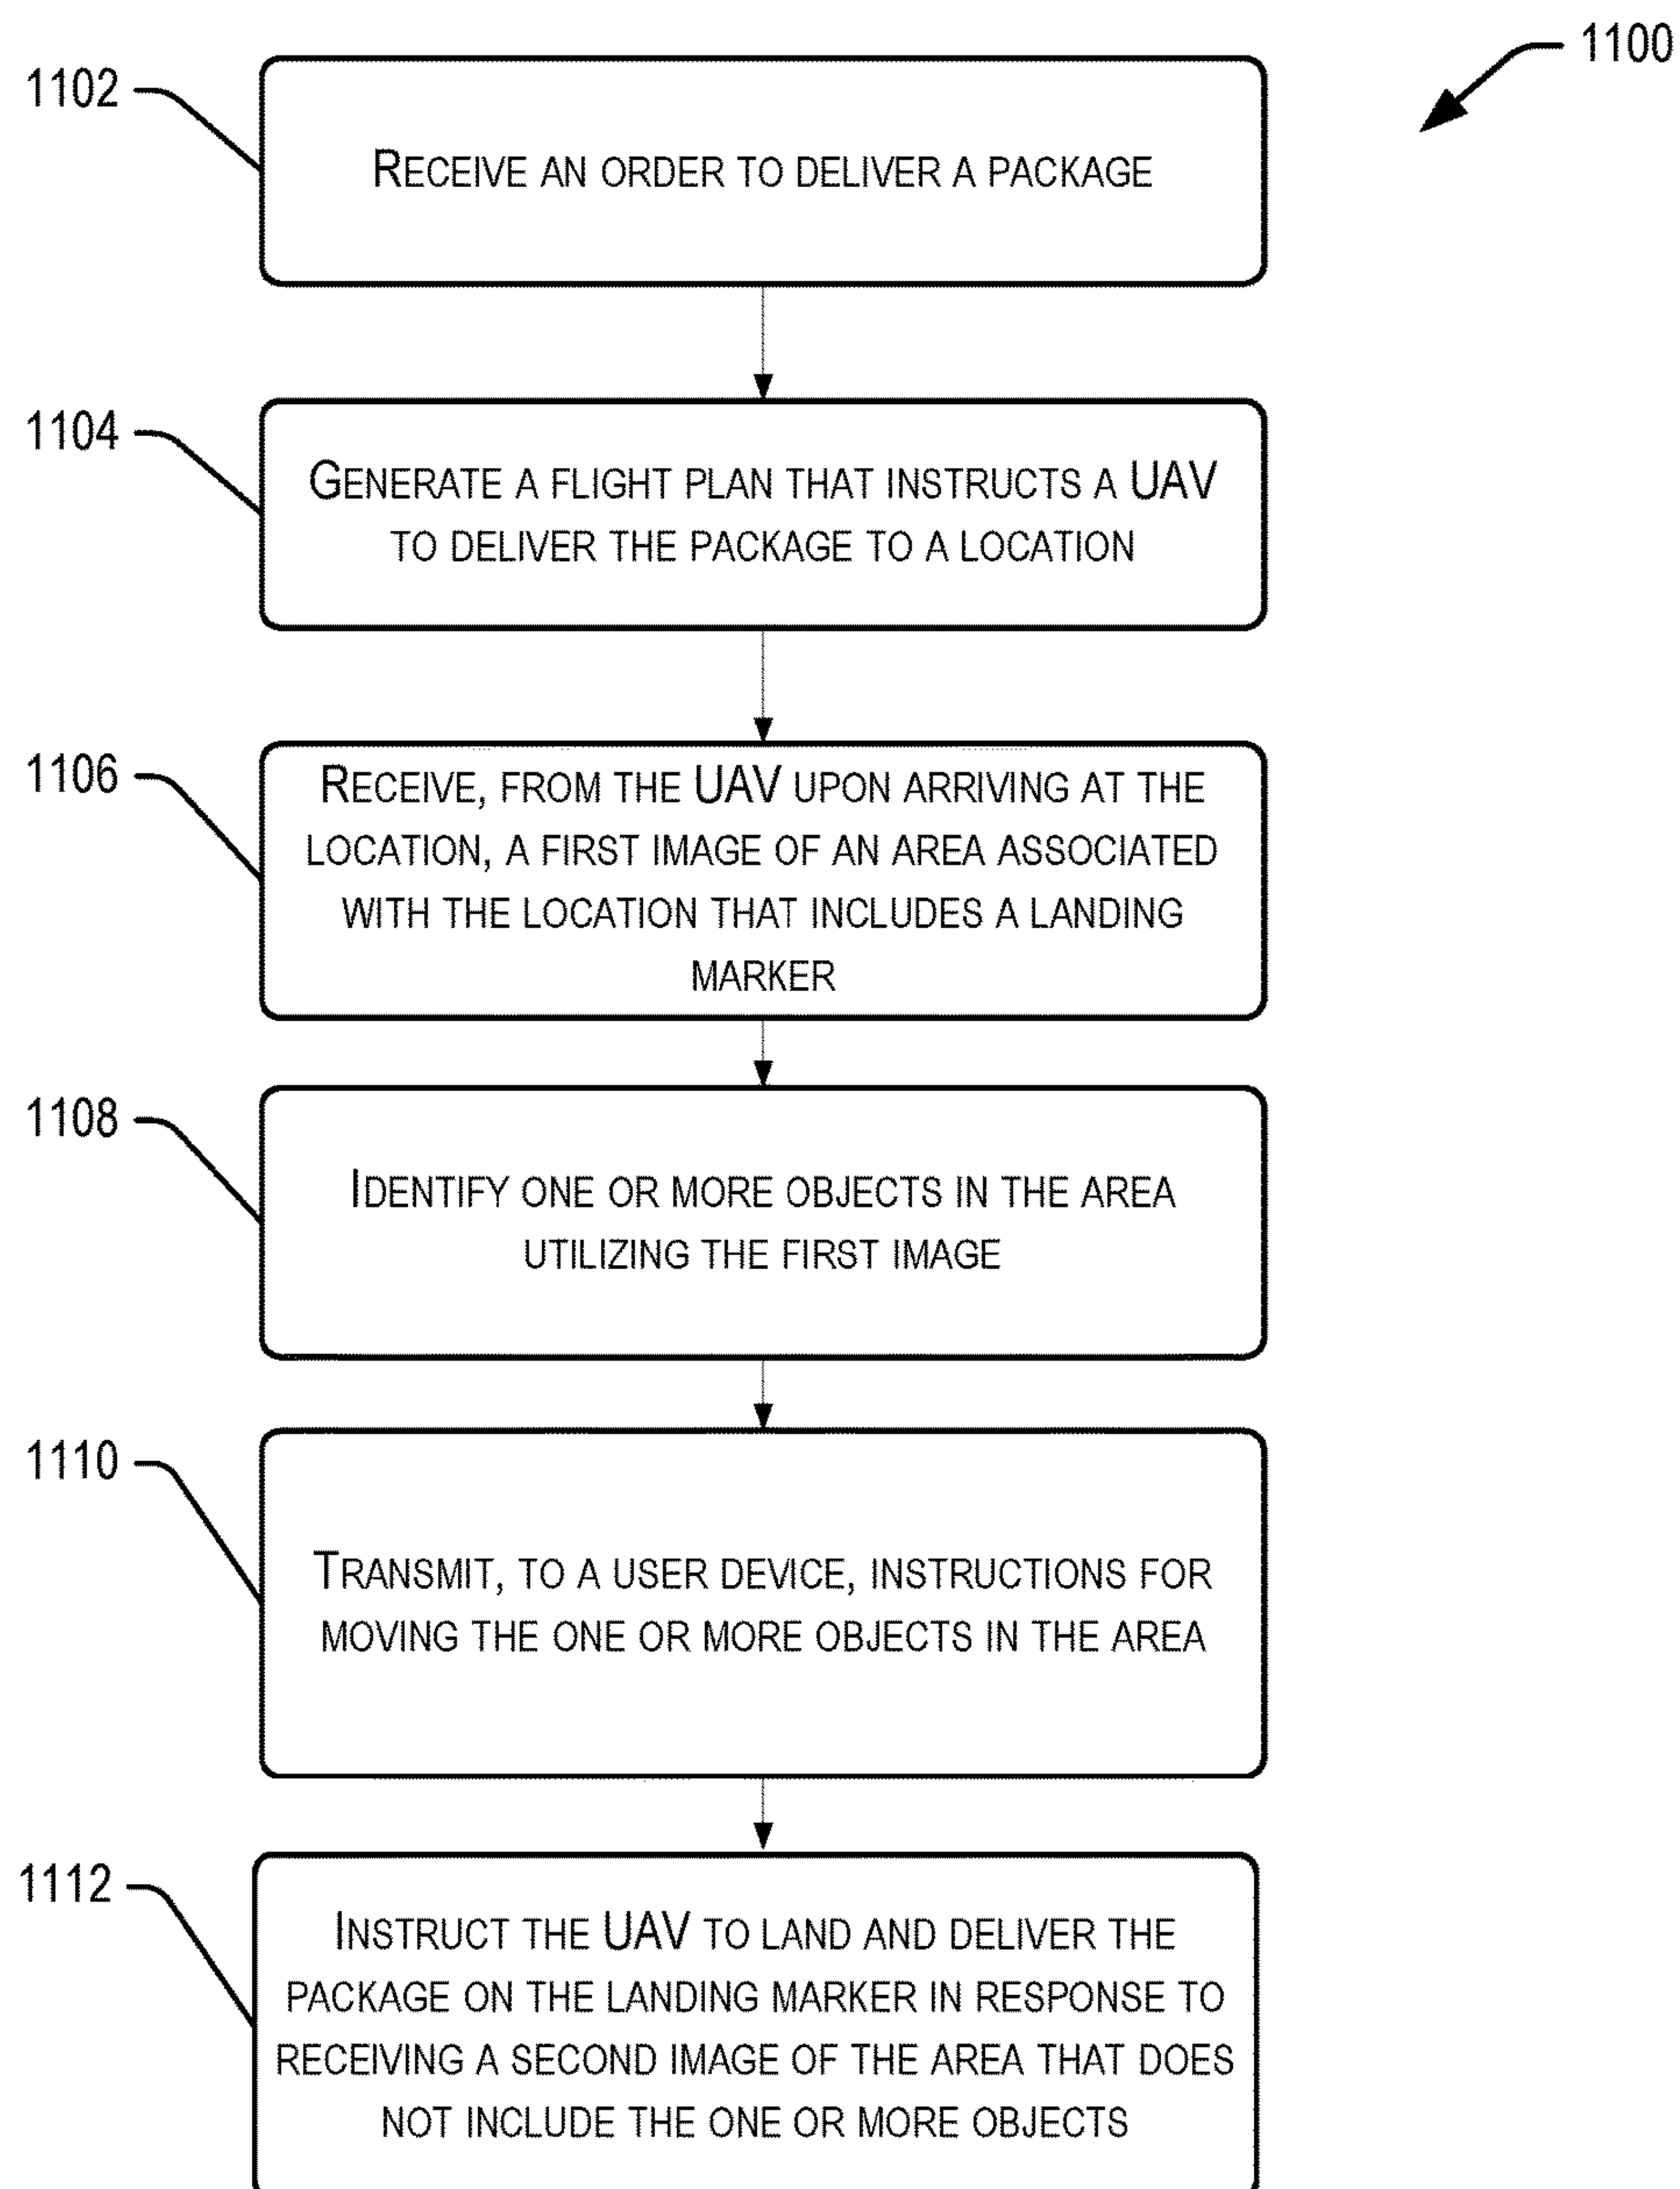 1100
1102
RECEIVE AN ORDER TO DELIVER A PACKAGE
1104
GENERATE A FLIGHT PLAN THAT INSTRUCTS A UAV
TO DELIVER THE PACKAGE TO A LOCATION
1106
RECEIVE, FROM THE UAV UPON ARRIVING AT THE
LOCATION, A FIRST IMAGE OF AN AREA ASSOCIATED
WITH THE LOCATION THAT INCLUDES A LANDING
MARKER
1108
IDENTIFY ONE OR MORE OBJECTS IN THE AREA
UTILIZING THE FIRST IMAGE
1110
TRANSMIT, TO A USER DEVICE, INSTRUCTIONS FOR
MOVING THE ONE OR MORE OBJECTS IN THE AREA
1112
INSTRUCT THE UAV TO LAND AND DELIVER THE
PACKAGE ON THE LANDING MARKER IN RESPONSE TO
RECEIVING A SECOND IMAGE OF THE AREA THAT DOES
NOT INCLUDE THE ONE OR MORE OBJECTS